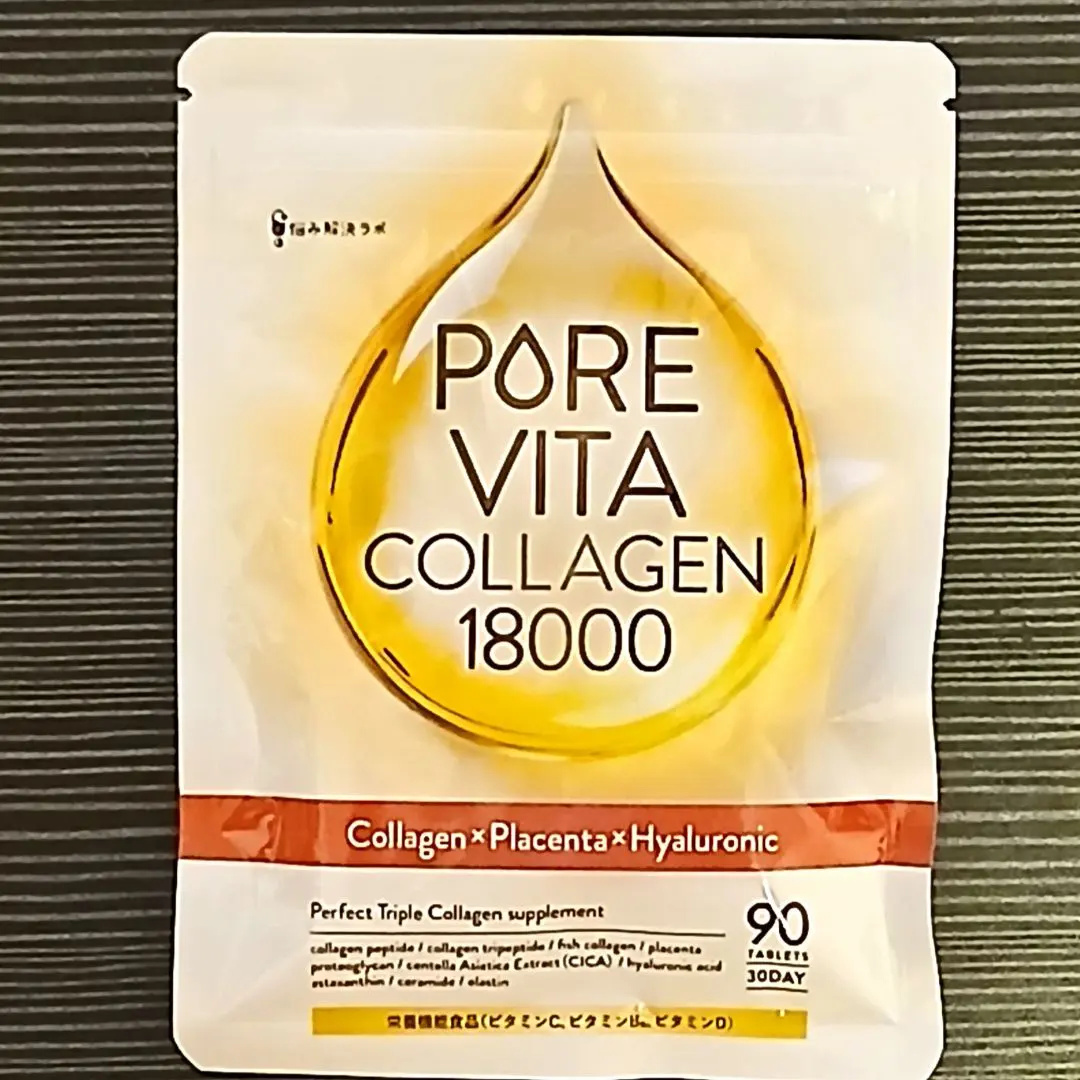 悩み解決ラボ
PORE
VITA
COLLAGEN
18000
Collagen×Placenta×Hyaluronic
Perfect Triple Collagen supplement
collagen peptide / collagen tripeptide / fish collagen / placenta
proteoglycan / centella Asiatica Extract (CICA) / hyaluronic acid
astaxanthin / ceramide / elastin
90
TABLETS
30DAY
栄養機能食品(ビタミンC、ビタミン、ビタミンD)